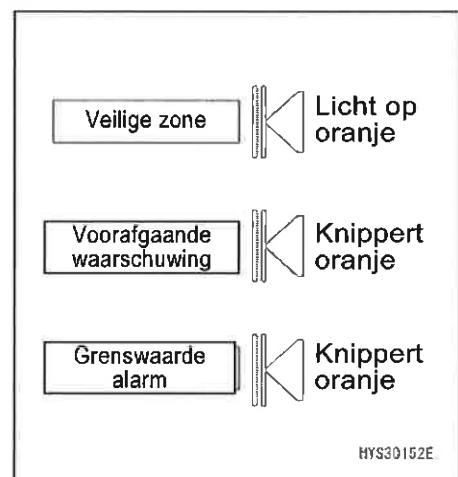 Veilige zone
Licht op
oranje
Voorafgaande
waarschuwing
Knippert
oranje
Grenswaarde
alarm
Knippert
oranje
HYS30152E